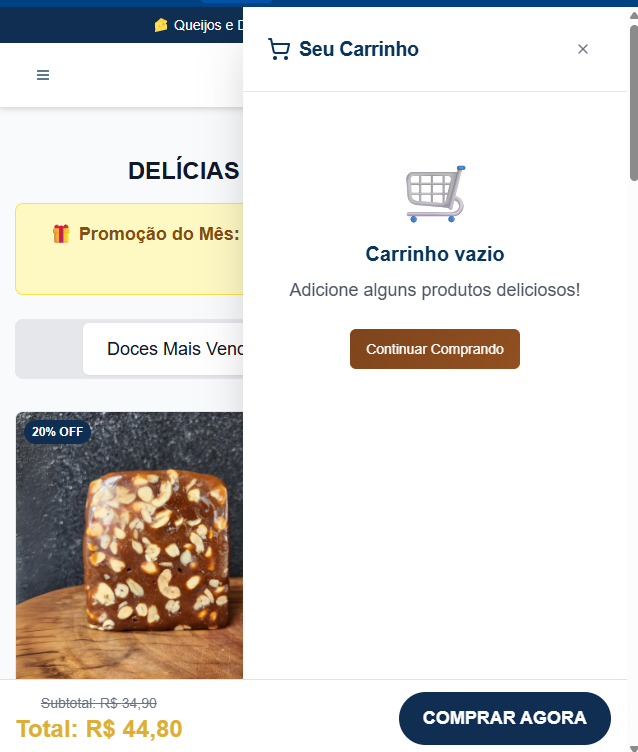 Queijos e D
Seu Carrinho
DELÍCIAS
Promoção do Mês:
Carrinho vazio
Adicione alguns produtos deliciosos!
Continuar Comprando
Doces Mais Venc
20% OFF
Subtotal: R$ 34,90
Total: R$ 44,80
COMPRAR AGORA